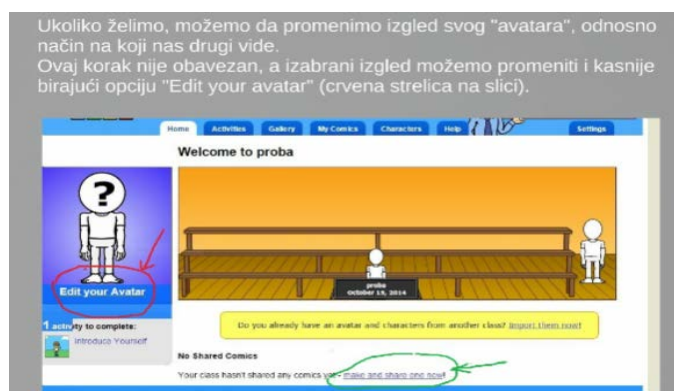 Ukoliko želimo, možemo da promenimo izgled svog "avatara", odnosno
način na koji nas drugi vide.
Ovaj korak nije obavezan, a izabrani izgled možemo promeniti i kasnije
birajući opciju "Edit your avatar" (crvena strelica na slici).
Home Activities Gallery My Comics Characters Help Settings
Welcome to proba
?
Edit your Avatar
proba
October 19, 2014
1 activity to complete:
Introduce Yourself
Do you already have an avatar and characters from another class? Import them now!
No Shared Comics
Your class hasn't shared any comics yet - make and share one now!